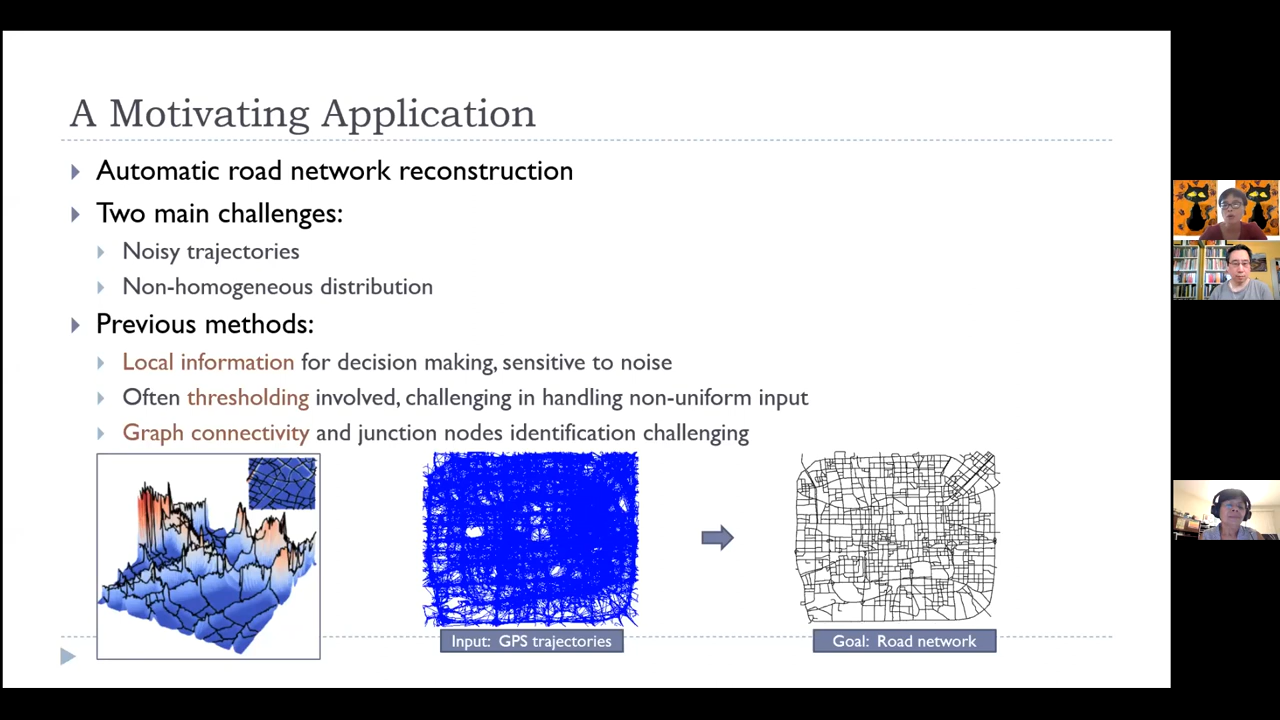 A Motivating Application
Automatic road network reconstruction
Two main challenges:
Noisy trajectories
Non-homogeneous distribution
Previous methods:
Local information for decision making, sensitive to noise
Often thresholding involved, challenging in handling non-uniform input
Graph connectivity and junction nodes identification challenging
Input: GPS trajectories
Goal: Road network